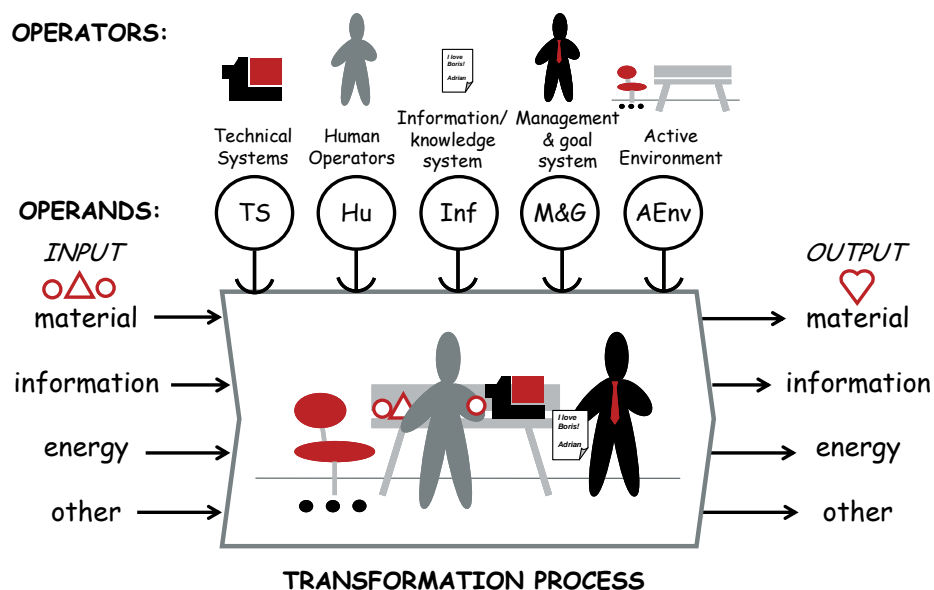 OPERATORS:
I love
Boris!
Adrian
Technical
Systems
Human
Operators
Information/
knowledge
system
Management
& goal
system
Active
Environment
OPERANDS:
TS
Hu
Inf
M&G
AEnv
INPUT
OUTPUT
material
material
information
information
energy
energy
other
other
I love
Boris!
Adrian
TRANSFORMATION PROCESS